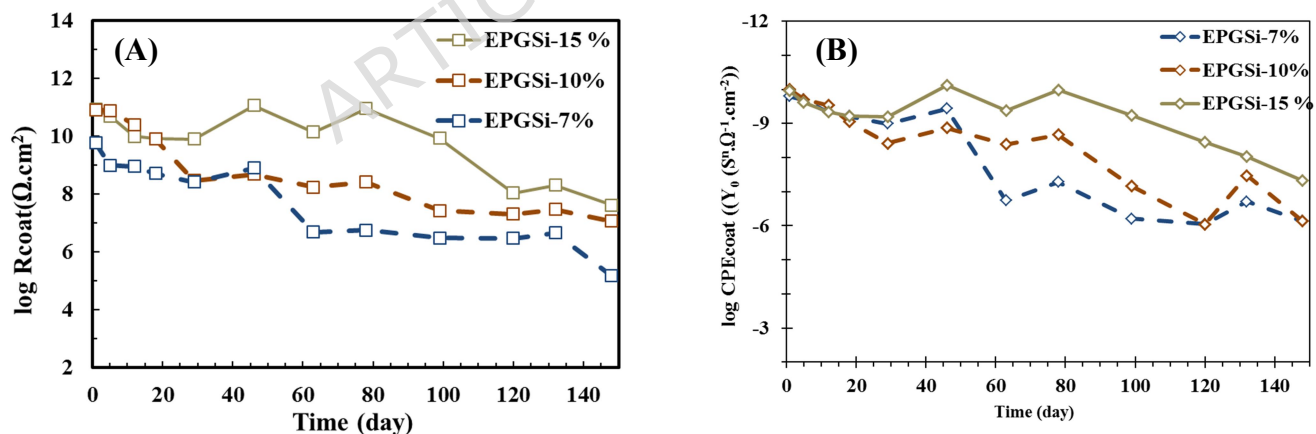 14
12
10
8
6
4
2
log Rcoat(Ω.cm²)
(A)
ARTIC
EPGSi-15 %
EPGSi-10%
EPGSi-7%
0 20 40 60 80 100 120 140
Time (day)
-12
-9
-6
-3
log CPEcoat ((Y₀ (Sⁿ.Ω⁻¹.cm⁻²))
(B)
EPGSi-7%
EPGSi-10%
EPGSi-15 %
0 20 40 60 80 100 120 140
Time (day)